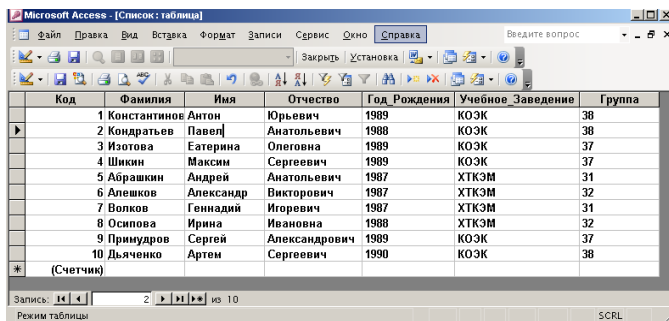 Microsoft Access - [Список : таблица]
Файл Правка Вид Вставка Формат Записи Сервис Окно Справка Введите вопрос
Закрыть Установка
Код Фамилия Имя Отчество Год_Рождения Учебное_Заведение Группа
1 Константинов Антон Юрьевич 1989 КОЭК 38
2 Кондратьев Павел Анатольевич 1988 КОЭК 38
3 Изотова Еатерина Олеговна 1989 КОЭК 37
4 Шикин Максим Сергеевич 1989 КОЭК 37
5 Абрашкин Андрей Анатольевич 1987 ХТКЭМ 31
6 Алешков Александр Викторович 1987 ХТКЭМ 32
7 Волков Геннадий Игоревич 1987 ХТКЭМ 31
8 Осипова Ирина Ивановна 1988 ХТКЭМ 32
9 Примудров Сергей Александрович 1989 КОЭК 37
10 Дьяченко Артем Сергеевич 1990 КОЭК 38
(Счетчик)
Запись: 2 из 10
Режим таблицы SCRL